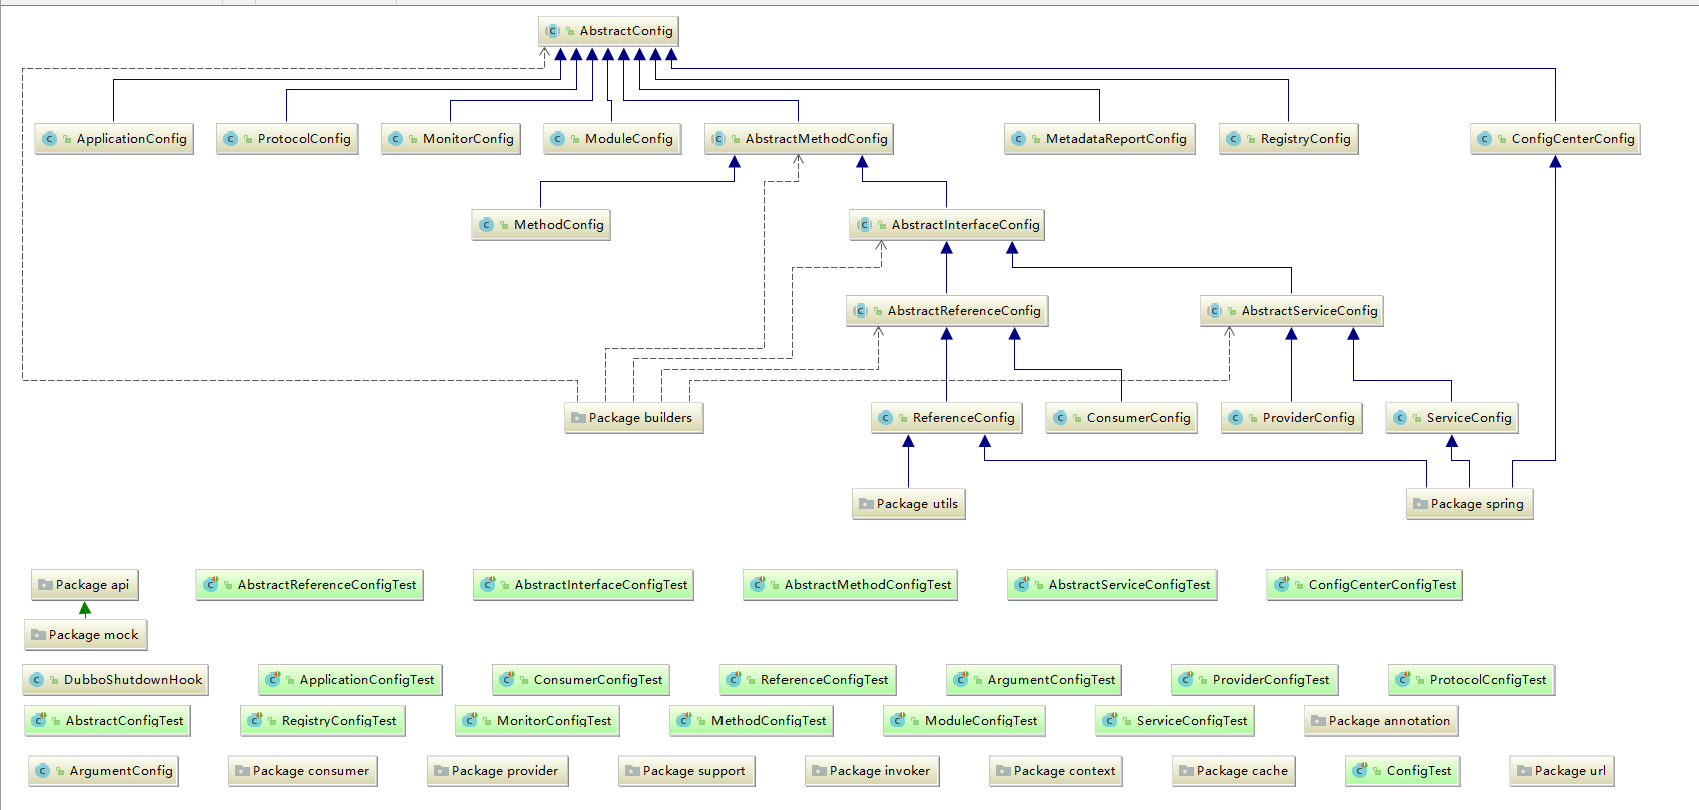 AbstractConfig
ApplicationConfig
ProtocolConfig
MonitorConfig
ModuleConfig
AbstractMethodConfig
MetadataReportConfig
RegistryConfig
ConfigCenterConfig
MethodConfig
AbstractInterfaceConfig
AbstractReferenceConfig
AbstractServiceConfig
Package builders
ReferenceConfig
ConsumerConfig
ProviderConfig
ServiceConfig
Package utils
Package spring
Package api
AbstractReferenceConfigTest
AbstractInterfaceConfigTest
AbstractMethodConfigTest
AbstractServiceConfigTest
ConfigCenterConfigTest
Package mock
DubboShutdownHook
ApplicationConfigTest
ConsumerConfigTest
ReferenceConfigTest
ArgumentConfigTest
ProviderConfigTest
ProtocolConfigTest
AbstractConfigTest
RegistryConfigTest
MonitorConfigTest
MethodConfigTest
ModuleConfigTest
ServiceConfigTest
Package annotation
ArgumentConfig
Package consumer
Package provider
Package support
Package invoker
Package context
Package cache
ConfigTest
Package url